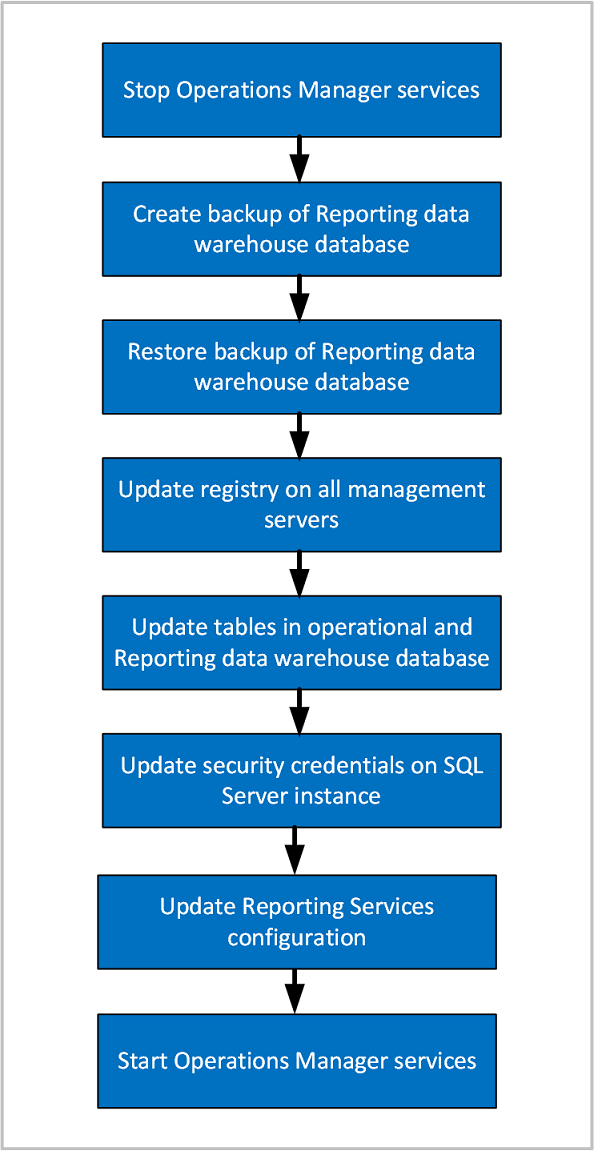 Stop Operations Manager services
Create backup of Reporting data
warehouse database
Restore backup of Reporting data
warehouse database
Update registry on all management
servers
Update tables in operational and
Reporting data warehouse database
Update security credentials on SQL
Server instance
Update Reporting Services
configuration
Start Operations Manager services